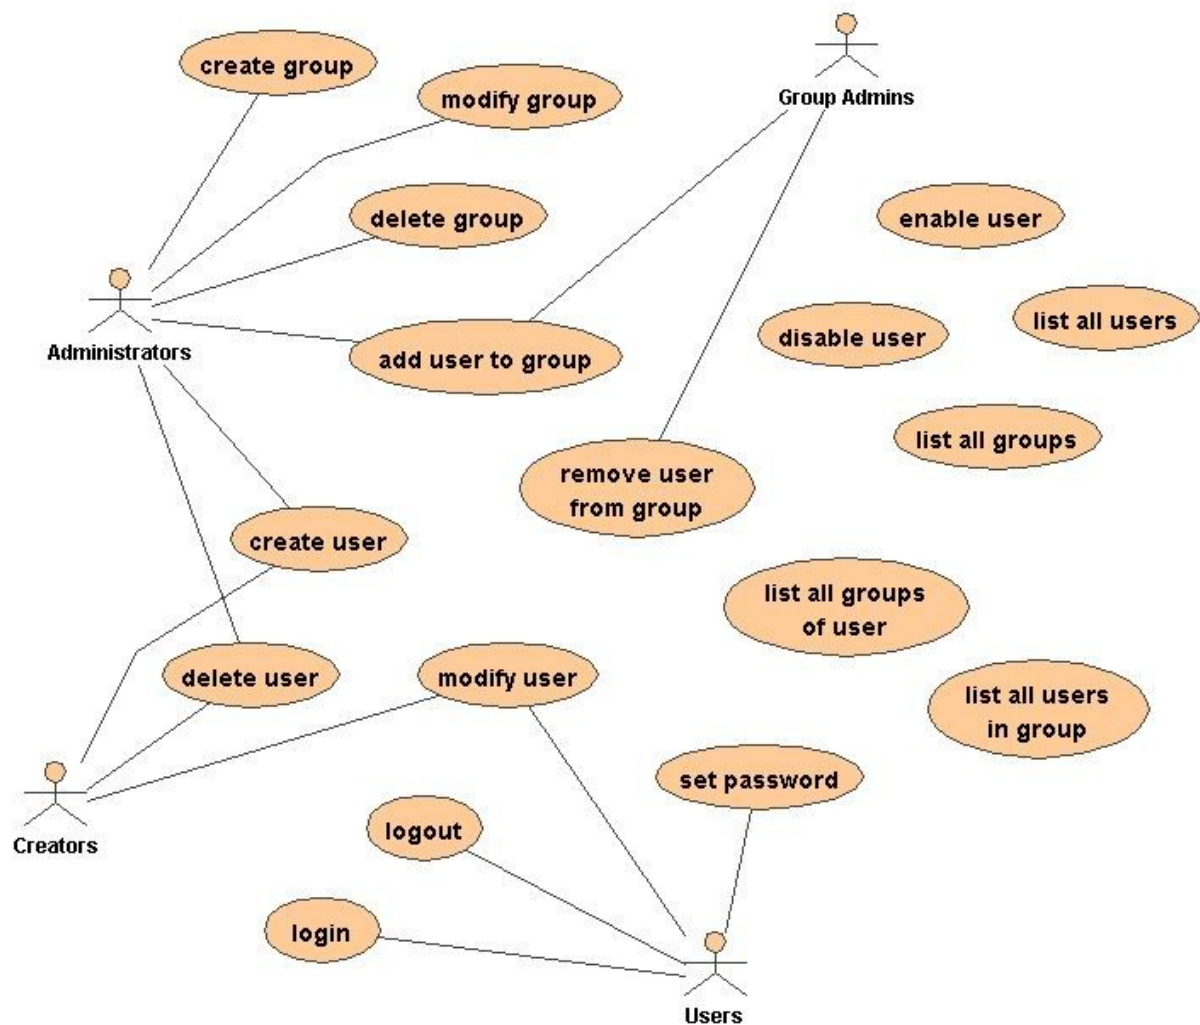 create group
modify group
Group Admins
delete group
enable user
Administrators
add user to group
disable user
list all users
list all groups
remove user
from group
create user
list all groups
of user
delete user
modify user
list all users
in group
set password
Creators
logout
login
Users